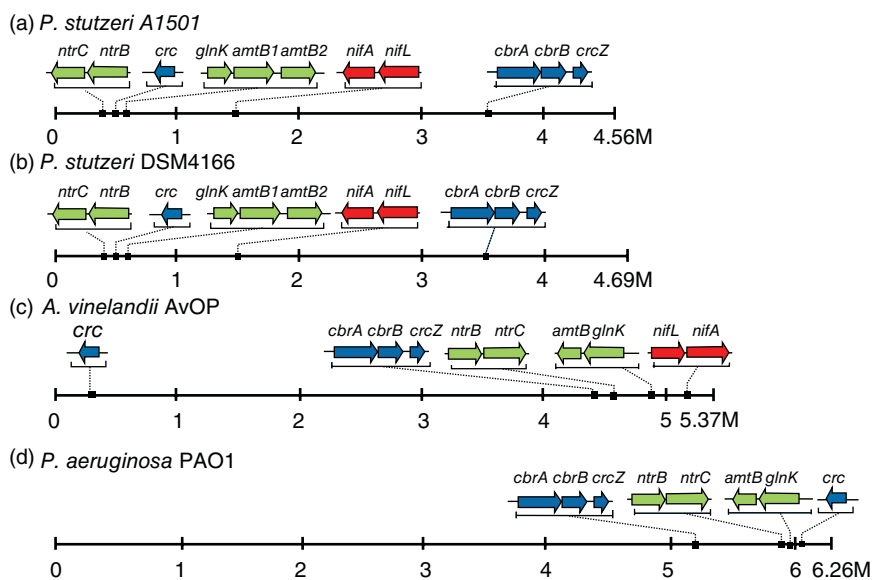 (a) P. stutzeri A1501
ntrC ntrB crc glnK amtB1 amtB2 nifA nifL cbrA cbrB crcZ
0 1 2 3 4 4.56M
(b) P. stutzeri DSM4166
ntrC ntrB crc glnK amtB1 amtB2 nifA nifL cbrA cbrB crcZ
0 1 2 3 4 4.69M
(c) A. vinelandii AvOP
crc cbrA cbrB crcZ ntrB ntrC amtB glnK nifL nifA
0 1 2 3 4 5 5.37M
(d) P. aeruginosa PAO1
cbrA cbrB crcZ ntrB ntrC amtB glnK crc
0 1 2 3 4 5 6 6.26M